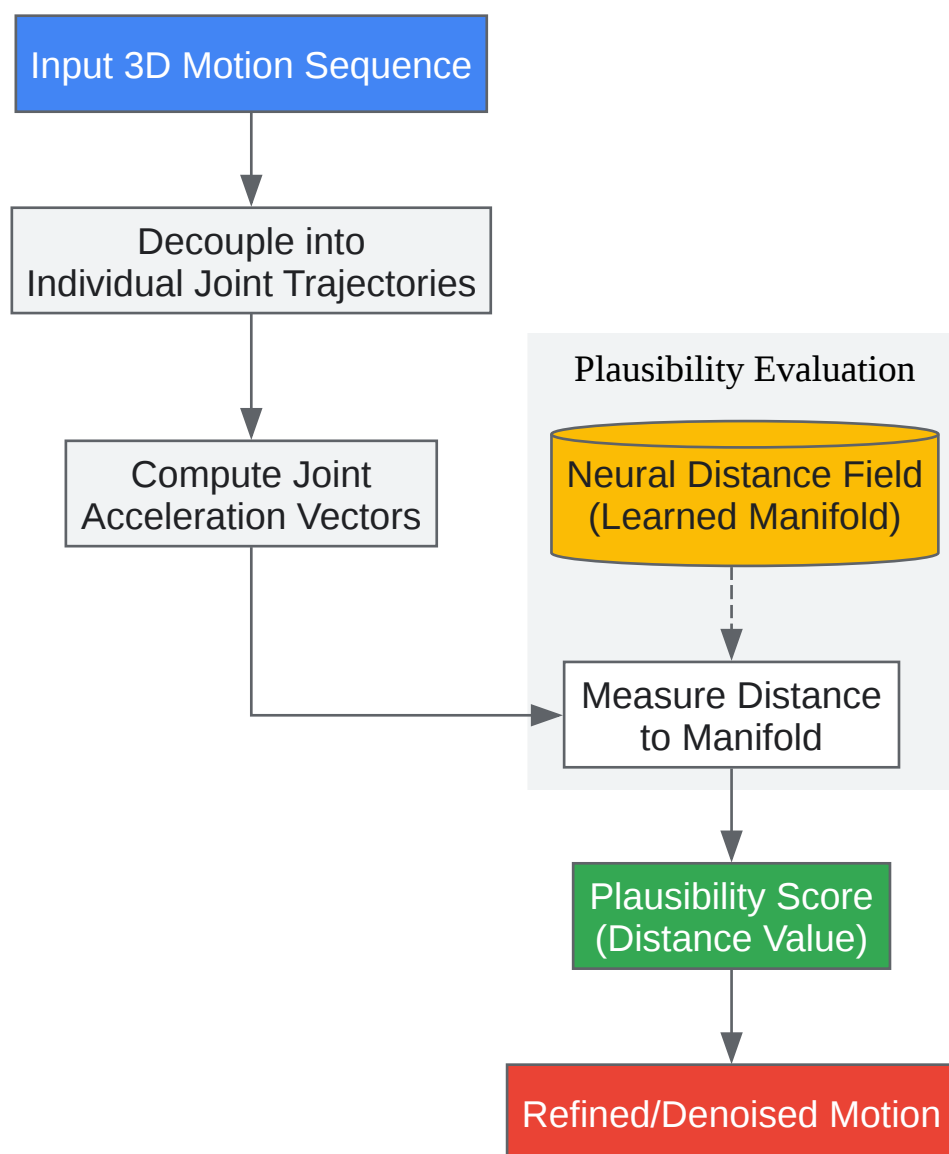 Input 3D Motion Sequence
Decouple into
Individual Joint Trajectories
Compute Joint
Acceleration Vectors
Plausibility Evaluation
Neural Distance Field
(Learned Manifold)
Measure Distance
to Manifold
Plausibility Score
(Distance Value)
Refined/Denoised Motion